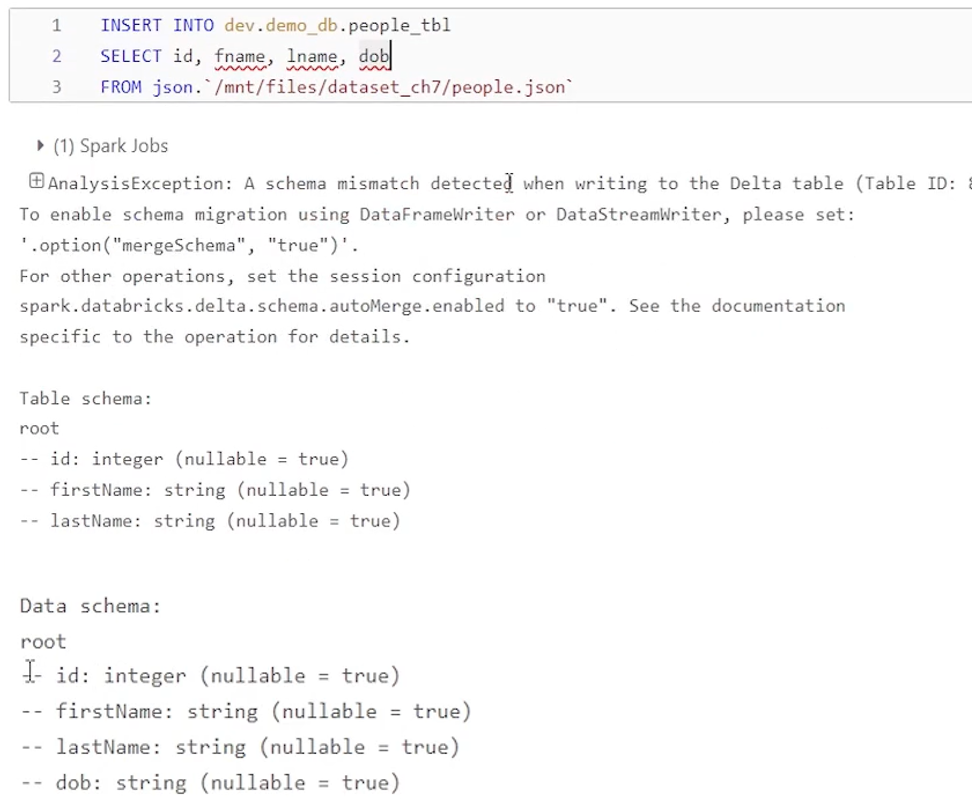 1 INSERT INTO dev.demo_db.people_tbl
2 SELECT id, fname, lname, dob
3 FROM json.`/mnt/files/dataset_ch7/people.json`
(1) Spark Jobs
AnalysisException: A schema mismatch detected when writing to the Delta table (Table ID:
To enable schema migration using DataFrameWriter or DataStreamWriter, please set:
'.option("mergeSchema", "true")'.
For other operations, set the session configuration
spark.databricks.delta.schema.autoMerge.enabled to "true". See the documentation
specific to the operation for details.
Table schema:
root
-- id: integer (nullable = true)
-- firstName: string (nullable = true)
-- lastName: string (nullable = true)
Data schema:
root
-- id: integer (nullable = true)
-- firstName: string (nullable = true)
-- lastName: string (nullable = true)
-- dob: string (nullable = true)